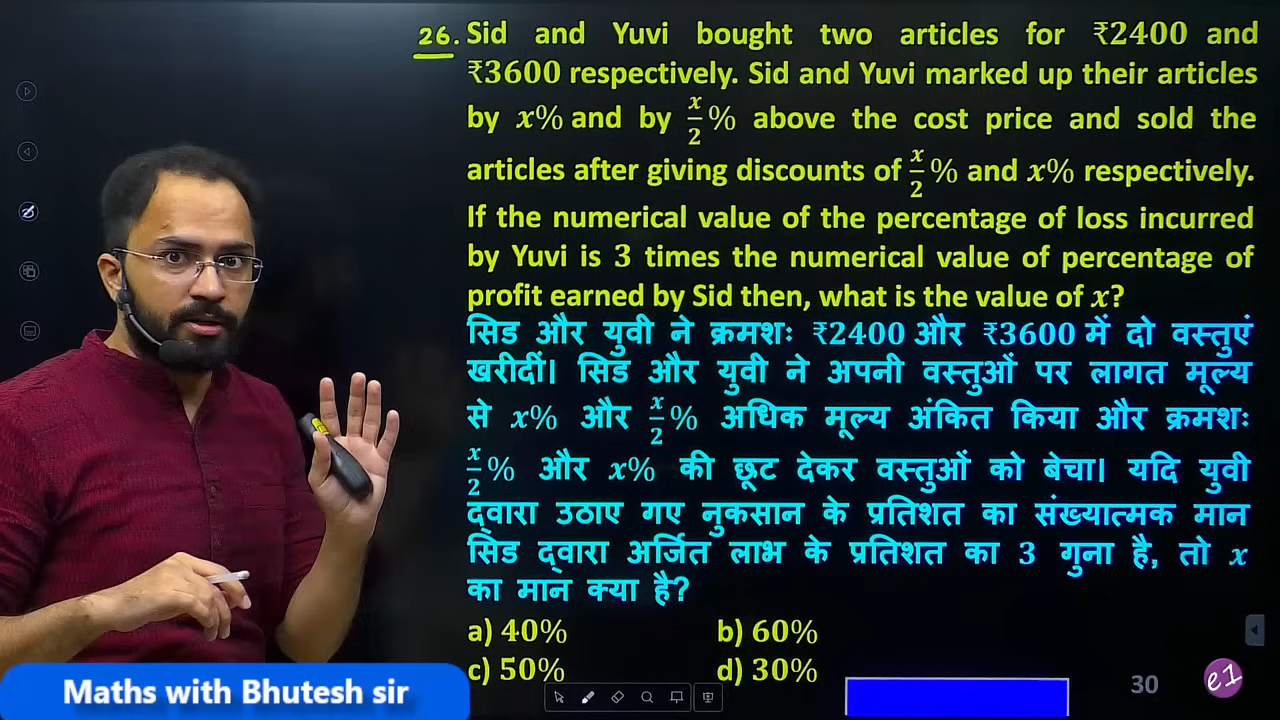 26. Sid and Yuvi bought two articles for ₹2400 and
₹3600 respectively. Sid and Yuvi marked up their articles
by x% and by x/2% above the cost price and sold the
articles after giving discounts of x/2% and x% respectively.
If the numerical value of the percentage of loss incurred
by Yuvi is 3 times the numerical value of percentage of
profit earned by Sid then, what is the value of x?
सिड और युवी ने क्रमशः ₹2400 और ₹3600 में दो वस्तुएं
खरीदीं। सिड और युवी ने अपनी वस्तुओं पर लागत मूल्य
से x% और x/2% अधिक मूल्य अंकित किया और क्रमशः
x/2% और x% की छूट देकर वस्तुओं को बेचा। यदि युवी
द्वारा उठाए गए नुकसान के प्रतिशत का संख्यात्मक मान
सिड द्वारा अर्जित लाभ के प्रतिशत का 3 गुना है, तो x
का मान क्या है?
a) 40% b) 60%
c) 50% d) 30%
Maths with Bhutesh sir
30
e1